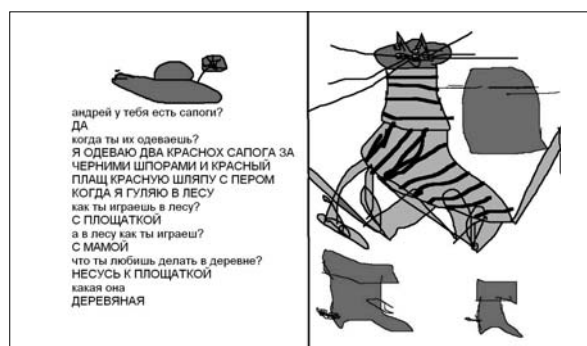 андрей у тебя есть сапоги?
ДА
когда ты их одеваешь?
Я ОДЕВАЮ ДВА КРАСНОХ САПОГА ЗА
ЧЕРНИМИ ШПОРАМИ И КРАСНЫЙ
ПЛАЩ КРАСНУЮ ШЛЯПУ С ПЕРОМ
КОГДА Я ГУЛЯЮ В ЛЕСУ
как ты играешь в лесу?
С ПЛОЩАТКОЙ
а в лесу как ты играеш?
С МАМОЙ
что ты любишь делать в деревне?
НЕСУСЬ К ПЛОЩАТКОЙ
какая она
ДЕРЕВЯНАЯ